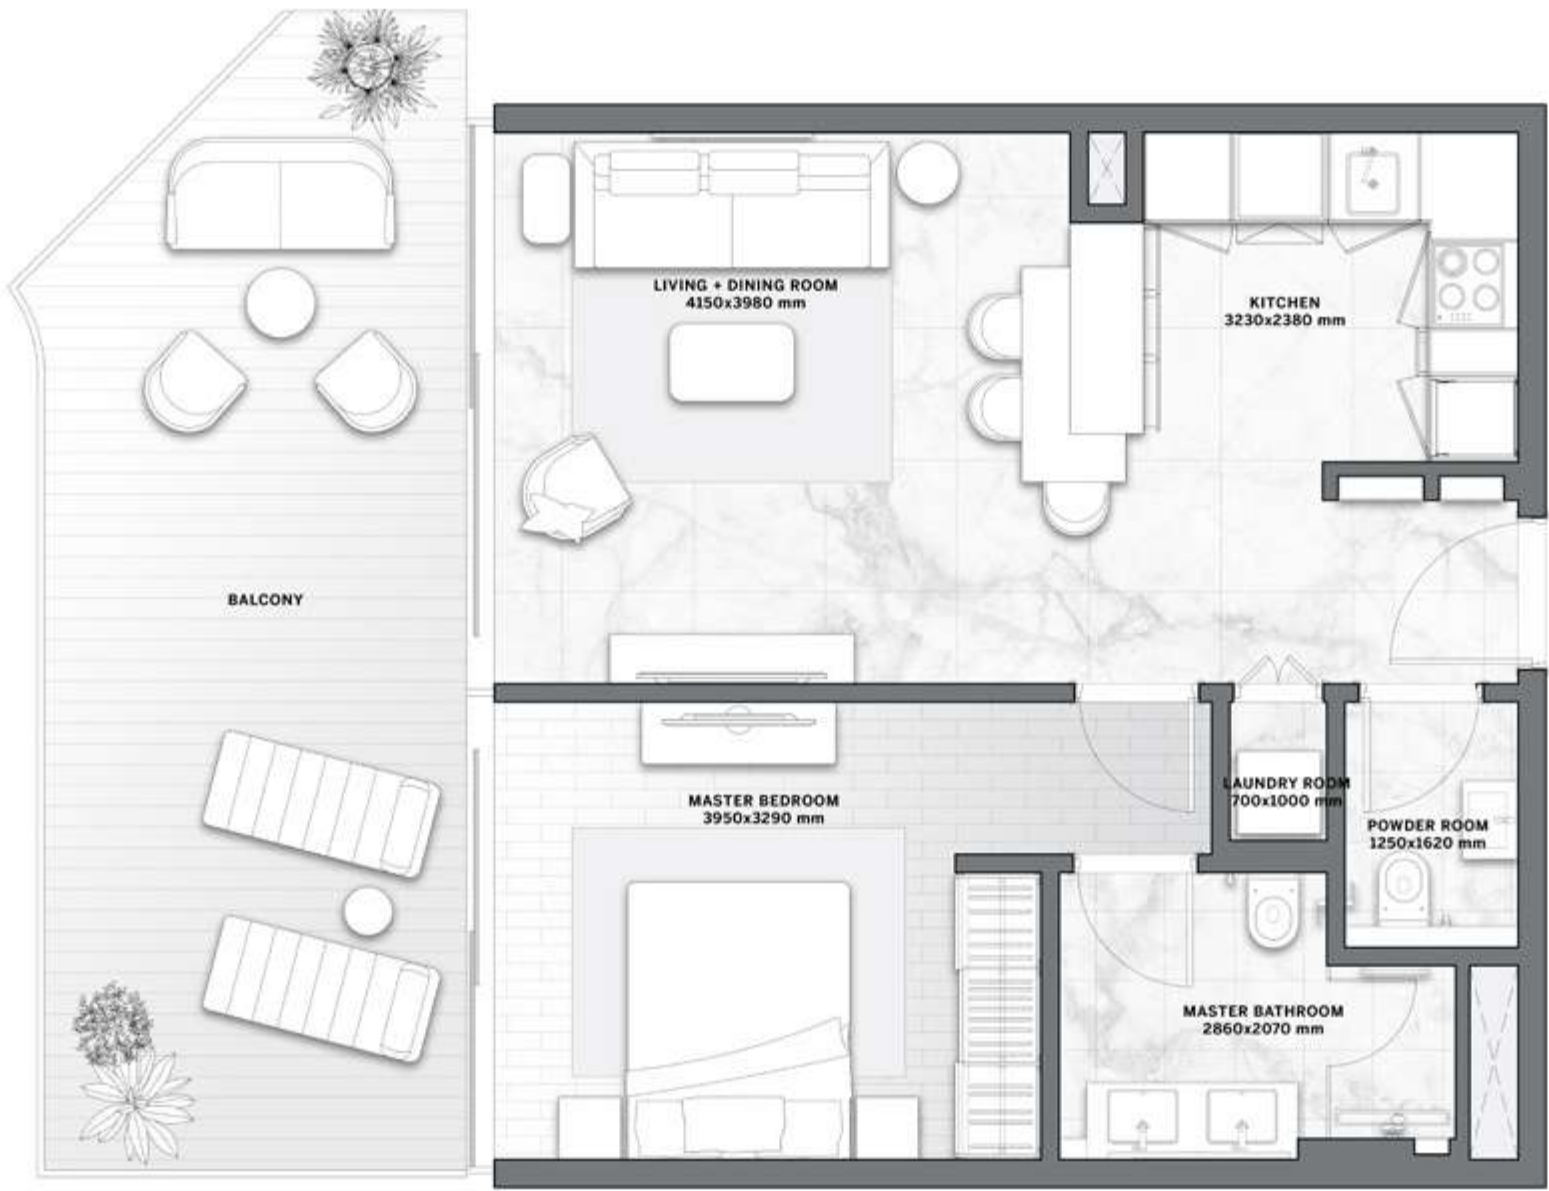 LIVING + DINING ROOM
4150x3980 mm
KITCHEN
3230x2380 mm
BALCONY
MASTER BEDROOM
3950x3290 mm
LAUNDRY ROOM
700x1000 mm
POWDER ROOM
1250x1620 mm
MASTER BATHROOM
2860x2070 mm